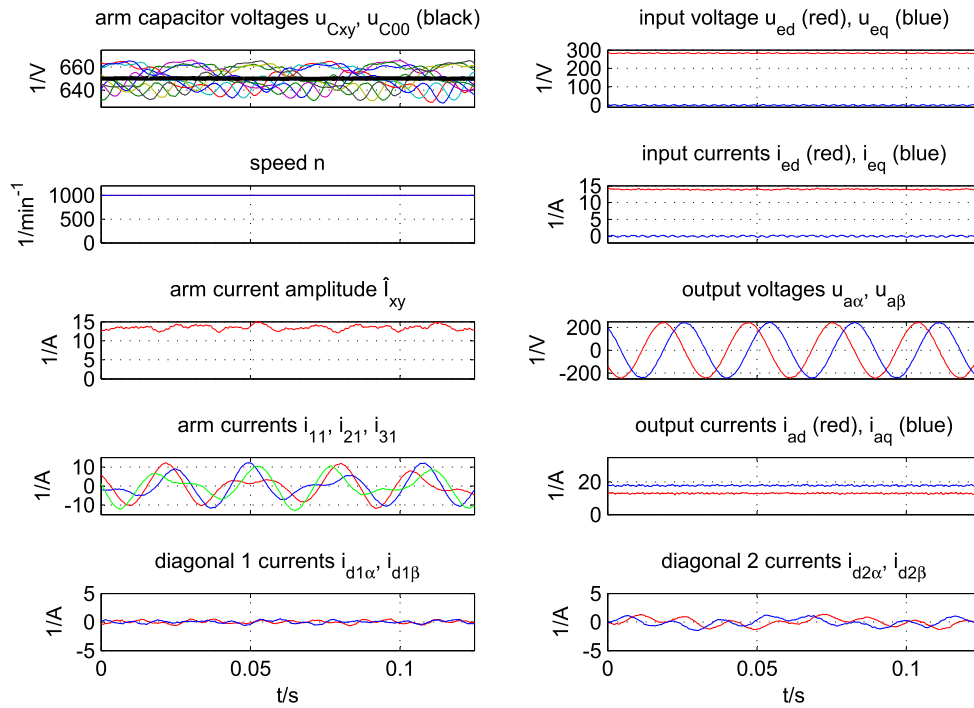 arm capacitor voltages u_Cxy, u_C00 (black)
1/V
660
640
input voltage u_ed (red), u_eq (blue)
1/V
300
200
100
0
speed n
1/min⁻¹
1000
500
0
input currents i_ed (red), i_eq (blue)
1/A
15
10
5
0
arm current amplitude Î_xy
1/A
15
10
5
0
output voltages u_aα, u_aβ
1/V
200
0
-200
arm currents i_11, i_21, i_31
1/A
10
0
-10
output currents i_ad (red), i_aq (blue)
1/A
20
0
diagonal 1 currents i_d1α, i_d1β
1/A
5
0
-5
0
0.05
0.1
t/s
diagonal 2 currents i_d2α, i_d2β
1/A
5
0
-5
0
0.05
0.1
t/s